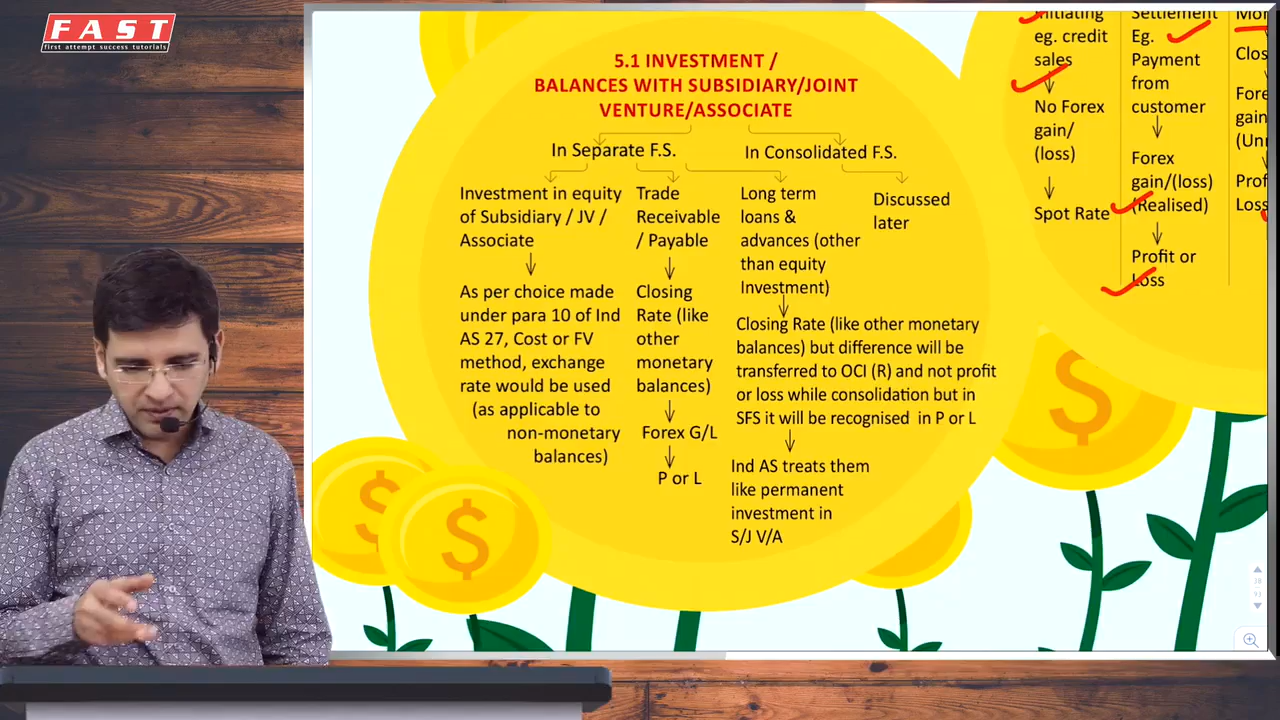 FAST
first attempt success tutorials
5.1 INVESTMENT /
BALANCES WITH SUBSIDIARY/JOINT
VENTURE/ASSOCIATE
In Separate F.S.
In Consolidated F.S.
Investment in equity
of Subsidiary / JV /
Associate
As per choice made
under para 10 of Ind
AS 27, Cost or FV
method, exchange
rate would be used
(as applicable to
non-monetary
balances)
Trade
Receivable
/ Payable
Closing
Rate (like
other
monetary
balances)
Forex G/L
P or L
Long term
loans &
advances (other
than equity
Investment)
Closing Rate (like other monetary
balances) but difference will be
transferred to OCI (R) and not profit
or loss while consolidation but in
SFS it will be recognised in P or L
Ind AS treats them
like permanent
investment in
S/J V/A
Discussed
later
Initiating
eg. credit
sales
No Forex
gain/
(loss)
Spot Rate
Settlement
Eg.
Payment
from
customer
Forex
gain/(loss)
(Realised)
Profit or
Loss
$
$
$